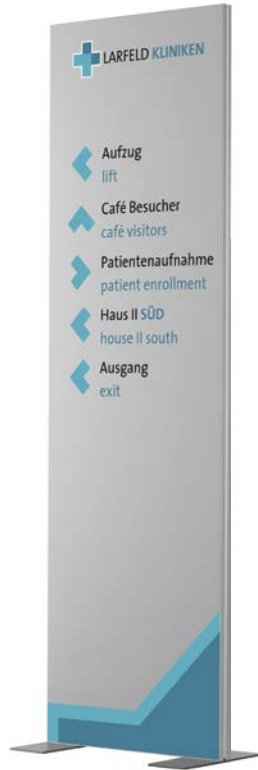 LARFELD KLINIKEN
Aufzug
lift
Café Besucher
café visitors
Patientenaufnahme
patient enrollment
Haus II SÜD
house II south
Ausgang
exit